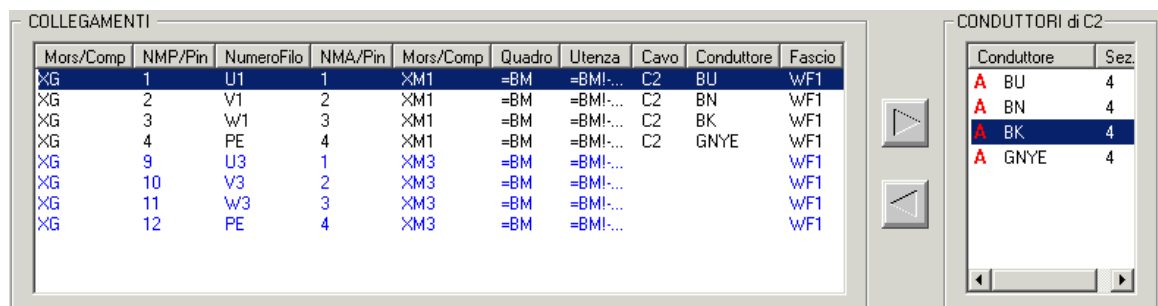 COLLEGAMENTI
Mors/Comp NMP/Pin NumeroFilo NMA/Pin Mors/Comp Quadro Utenza Cavo Conduttore Fascio
XG 1 U1 1 XM1 =BM =BM!-... C2 BU WF1
XG 2 V1 2 XM1 =BM =BM!-... C2 BN WF1
XG 3 W1 3 XM1 =BM =BM!-... C2 BK WF1
XG 4 PE 4 XM1 =BM =BM!-... C2 GNYE WF1
XG 9 U3 1 XM3 =BM =BM!-... WF1
XG 10 V3 2 XM3 =BM =BM!-... WF1
XG 11 W3 3 XM3 =BM =BM!-... WF1
XG 12 PE 4 XM3 =BM =BM!-... WF1
CONDUTTORI di C2
Conduttore Sez.
A BU 4
A BN 4
A BK 4
A GNYE 4